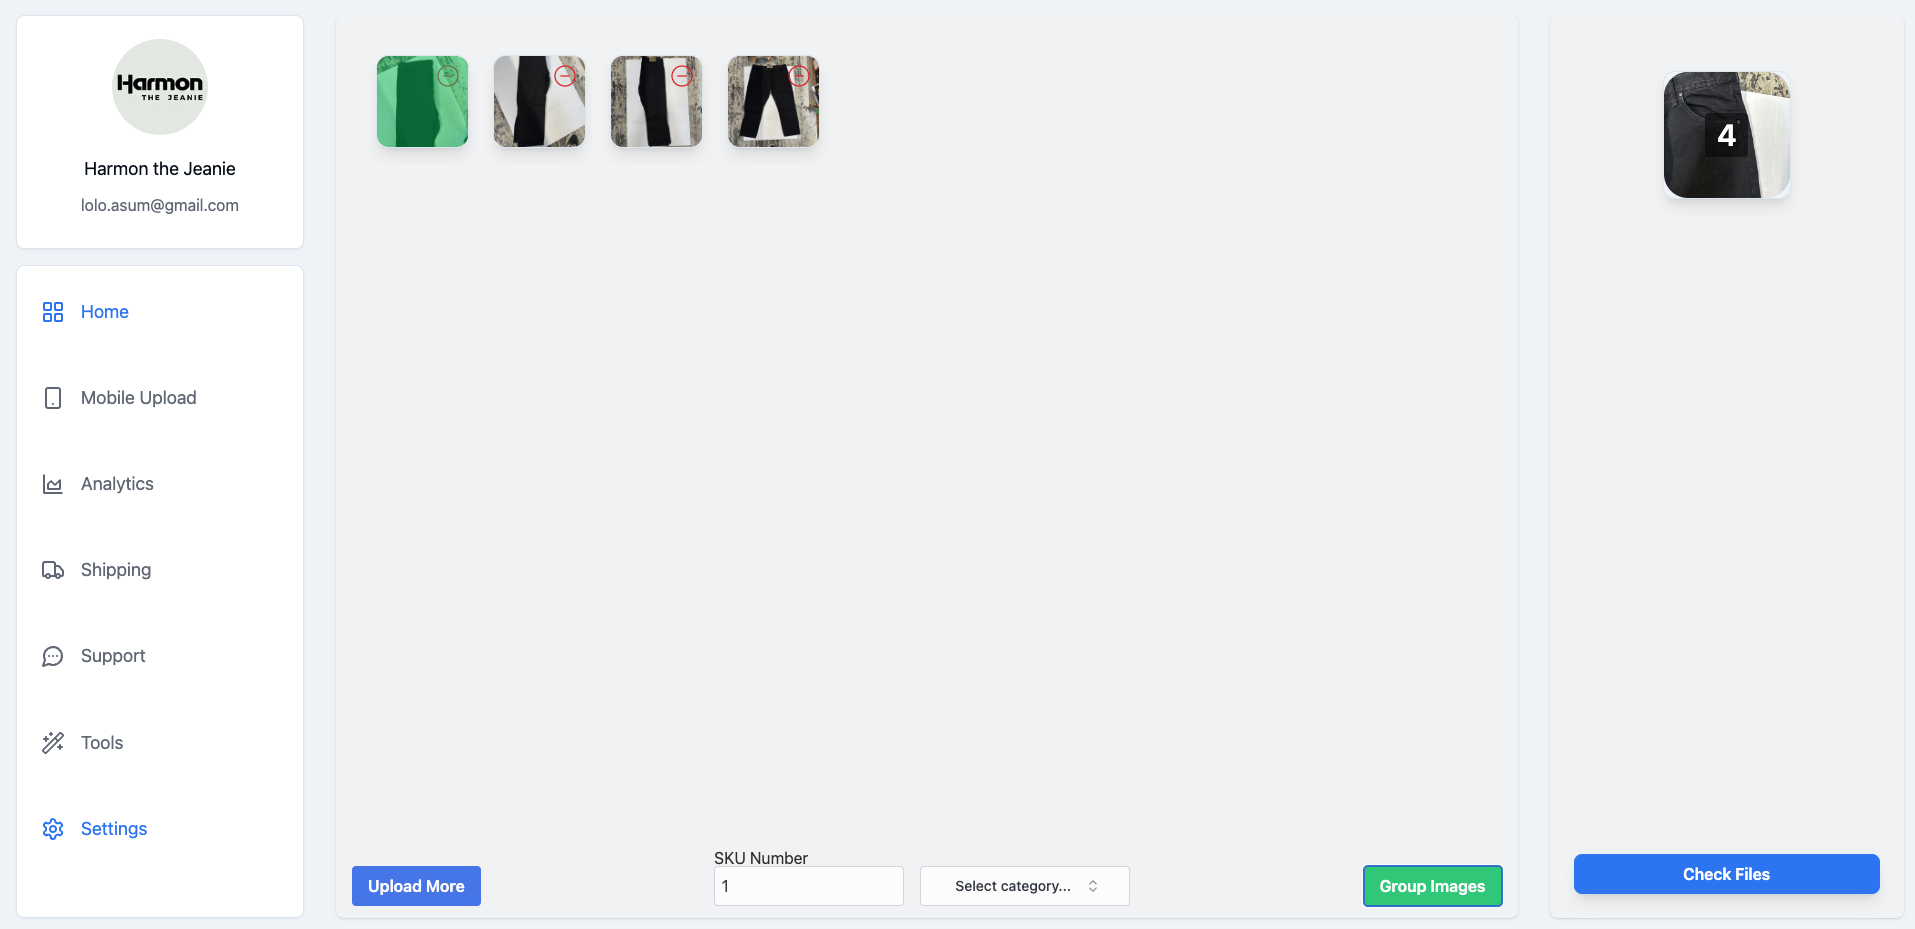 Harmon
THE JEANIE
Harmon the Jeanie
lolo.asum@gmail.com
Home
Mobile Upload
Analytics
Shipping
Support
Tools
Settings
Upload More
SKU Number
1
Select category...
Group Images
4
Check Files